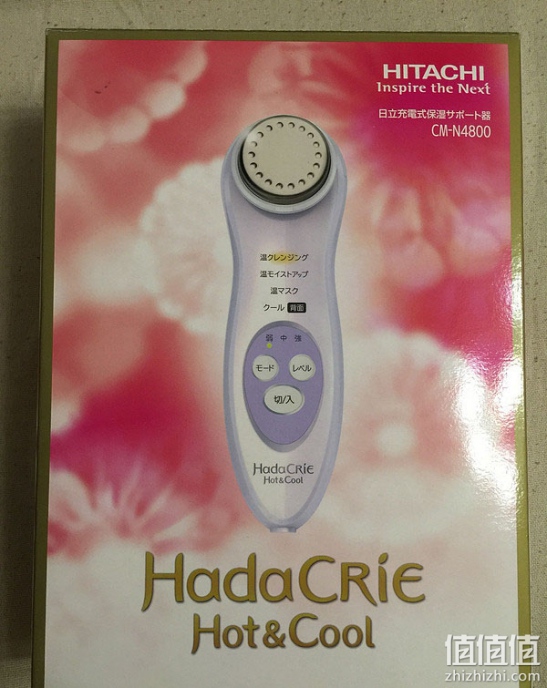 HITACHI
Inspire the Next
日立充電式保湿サポート器
CM-N4800
温クレンジング
温モイストアップ
温マスク
クール 背面
弱 中 強
モード レベル
切/入
HadaCRiE
Hot&Cool
HadaCRiE
Hot&Cool
值值值
zhizhizhi.com